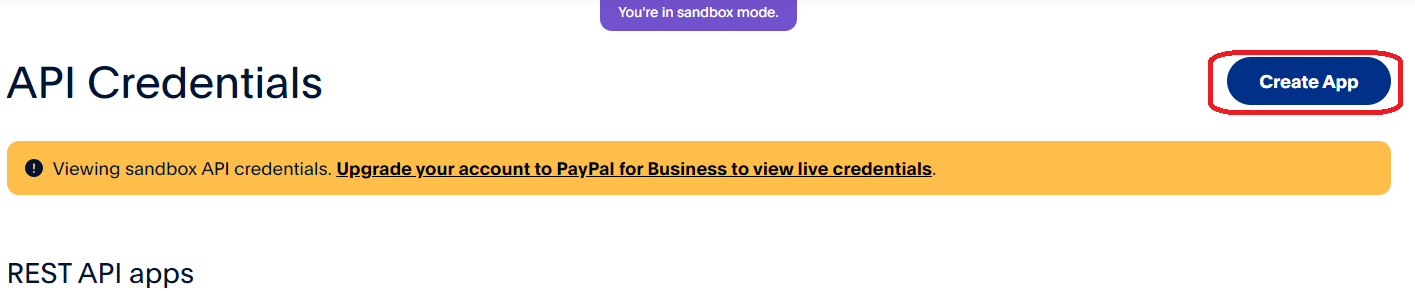 You're in sandbox mode.
API Credentials
Create App
Viewing sandbox API credentials. Upgrade your account to PayPal for Business to view live credentials.
REST API apps